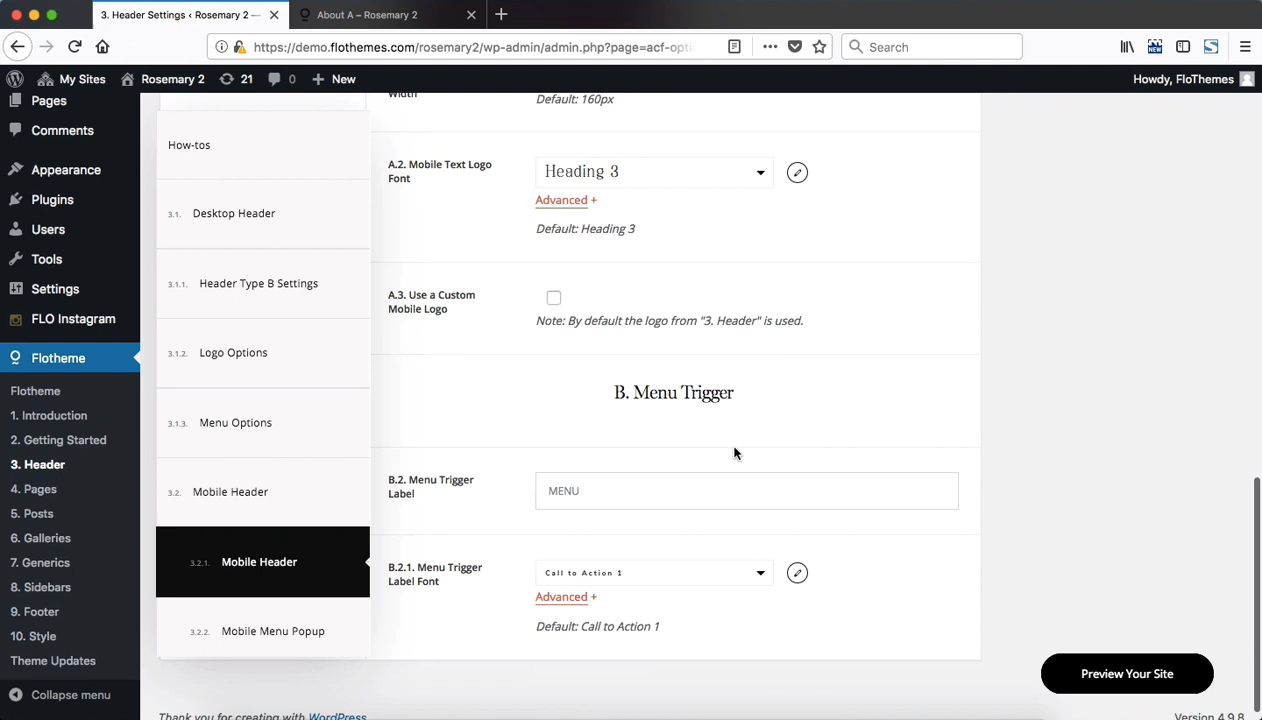 3. Header Settings ‹ Rosemary 2 —
About A – Rosemary 2
https://demo.flothemes.com/rosemary2/wp-admin/admin.php?page=acf-opti
Search
NEW
My Sites
Rosemary 2
21
0
New
Howdy, FloThemes
Pages
Comments
Appearance
Plugins
Users
Tools
Settings
FLO Instagram
Flotheme
Flotheme
1. Introduction
2. Getting Started
3. Header
4. Pages
5. Posts
6. Galleries
7. Generics
8. Sidebars
9. Footer
10. Style
Theme Updates
Collapse menu
How-tos
3.1. Desktop Header
3.1.1. Header Type B Settings
3.1.2. Logo Options
3.1.3. Menu Options
3.2. Mobile Header
3.2.1. Mobile Header
3.2.2. Mobile Menu Popup
Width
Default: 160px
A.2. Mobile Text Logo
Font
Heading 3
Advanced +
Default: Heading 3
A.3. Use a Custom
Mobile Logo
Note: By default the logo from "3. Header" is used.
B. Menu Trigger
B.2. Menu Trigger
Label
MENU
B.2.1. Menu Trigger
Label Font
Call to Action 1
Advanced +
Default: Call to Action 1
Preview Your Site
Thank you for creating with WordPress
Version 4.9.8